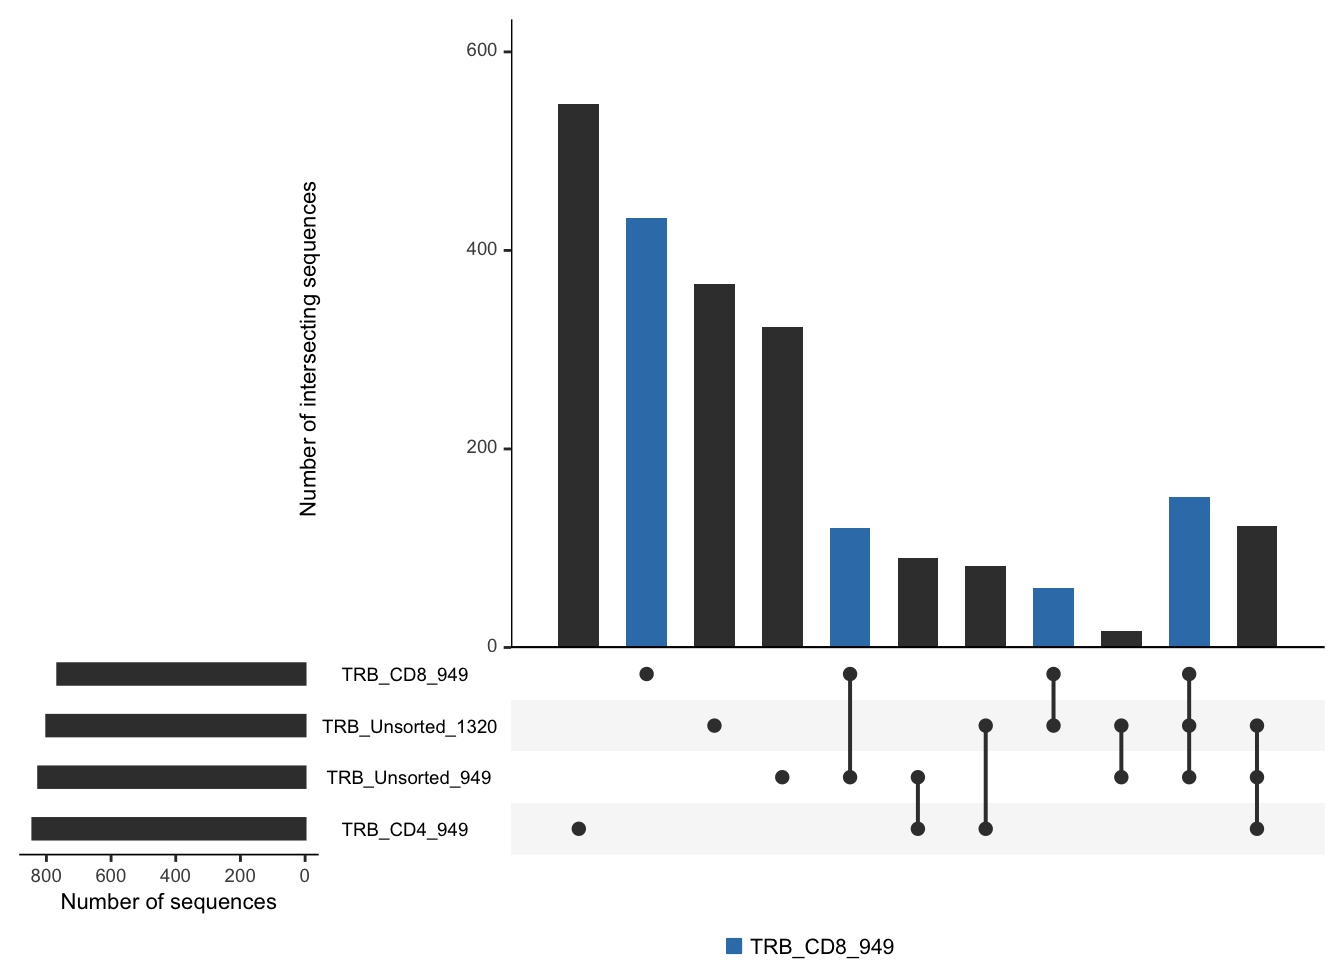 600
400
200
0
Number of intersecting sequences
TRB_CD8_949
TRB_Unsorted_1320
TRB_Unsorted_949
TRB_CD4_949
800 600 400 200 0
Number of sequences
TRB_CD8_949